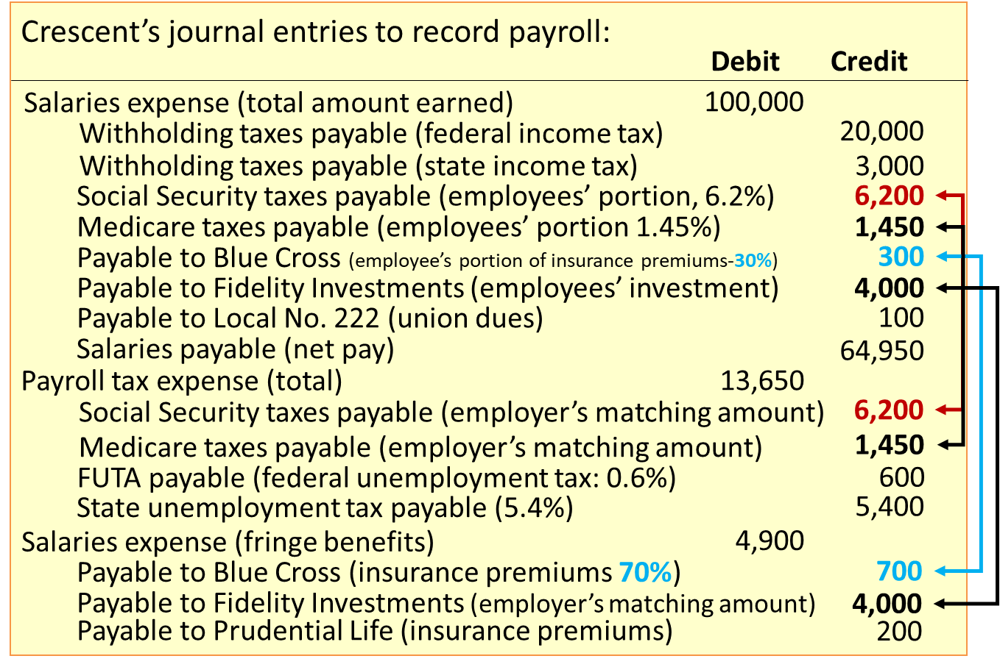 Crescent’s journal entries to record payroll:
Debit Credit
Salaries expense (total amount earned) 100,000
Withholding taxes payable (federal income tax) 20,000
Withholding taxes payable (state income tax) 3,000
Social Security taxes payable (employees’ portion, 6.2%) 6,200
Medicare taxes payable (employees’ portion 1.45%) 1,450
Payable to Blue Cross (employee’s portion of insurance premiums-30%) 300
Payable to Fidelity Investments (employees’ investment) 4,000
Payable to Local No. 222 (union dues) 100
Salaries payable (net pay) 64,950
Payroll tax expense (total) 13,650
Social Security taxes payable (employer’s matching amount) 6,200
Medicare taxes payable (employer’s matching amount) 1,450
FUTA payable (federal unemployment tax: 0.6%) 600
State unemployment tax payable (5.4%) 5,400
Salaries expense (fringe benefits) 4,900
Payable to Blue Cross (insurance premiums 70%) 700
Payable to Fidelity Investments (employer’s matching amount) 4,000
Payable to Prudential Life (insurance premiums) 200